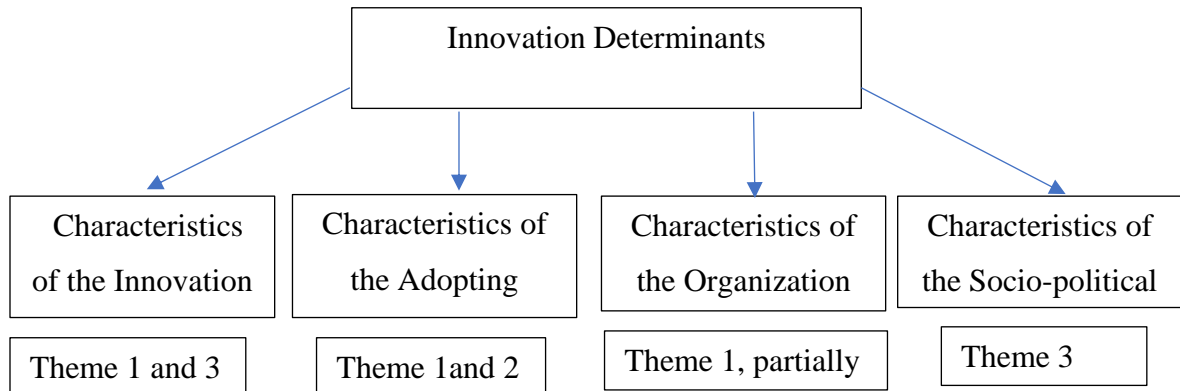 Innovation Determinants
Characteristics
of the Innovation
Characteristics of
the Adopting
Characteristics of
the Organization
Characteristics of
the Socio-political
Theme 1 and 3
Theme 1and 2
Theme 1, partially
Theme 3